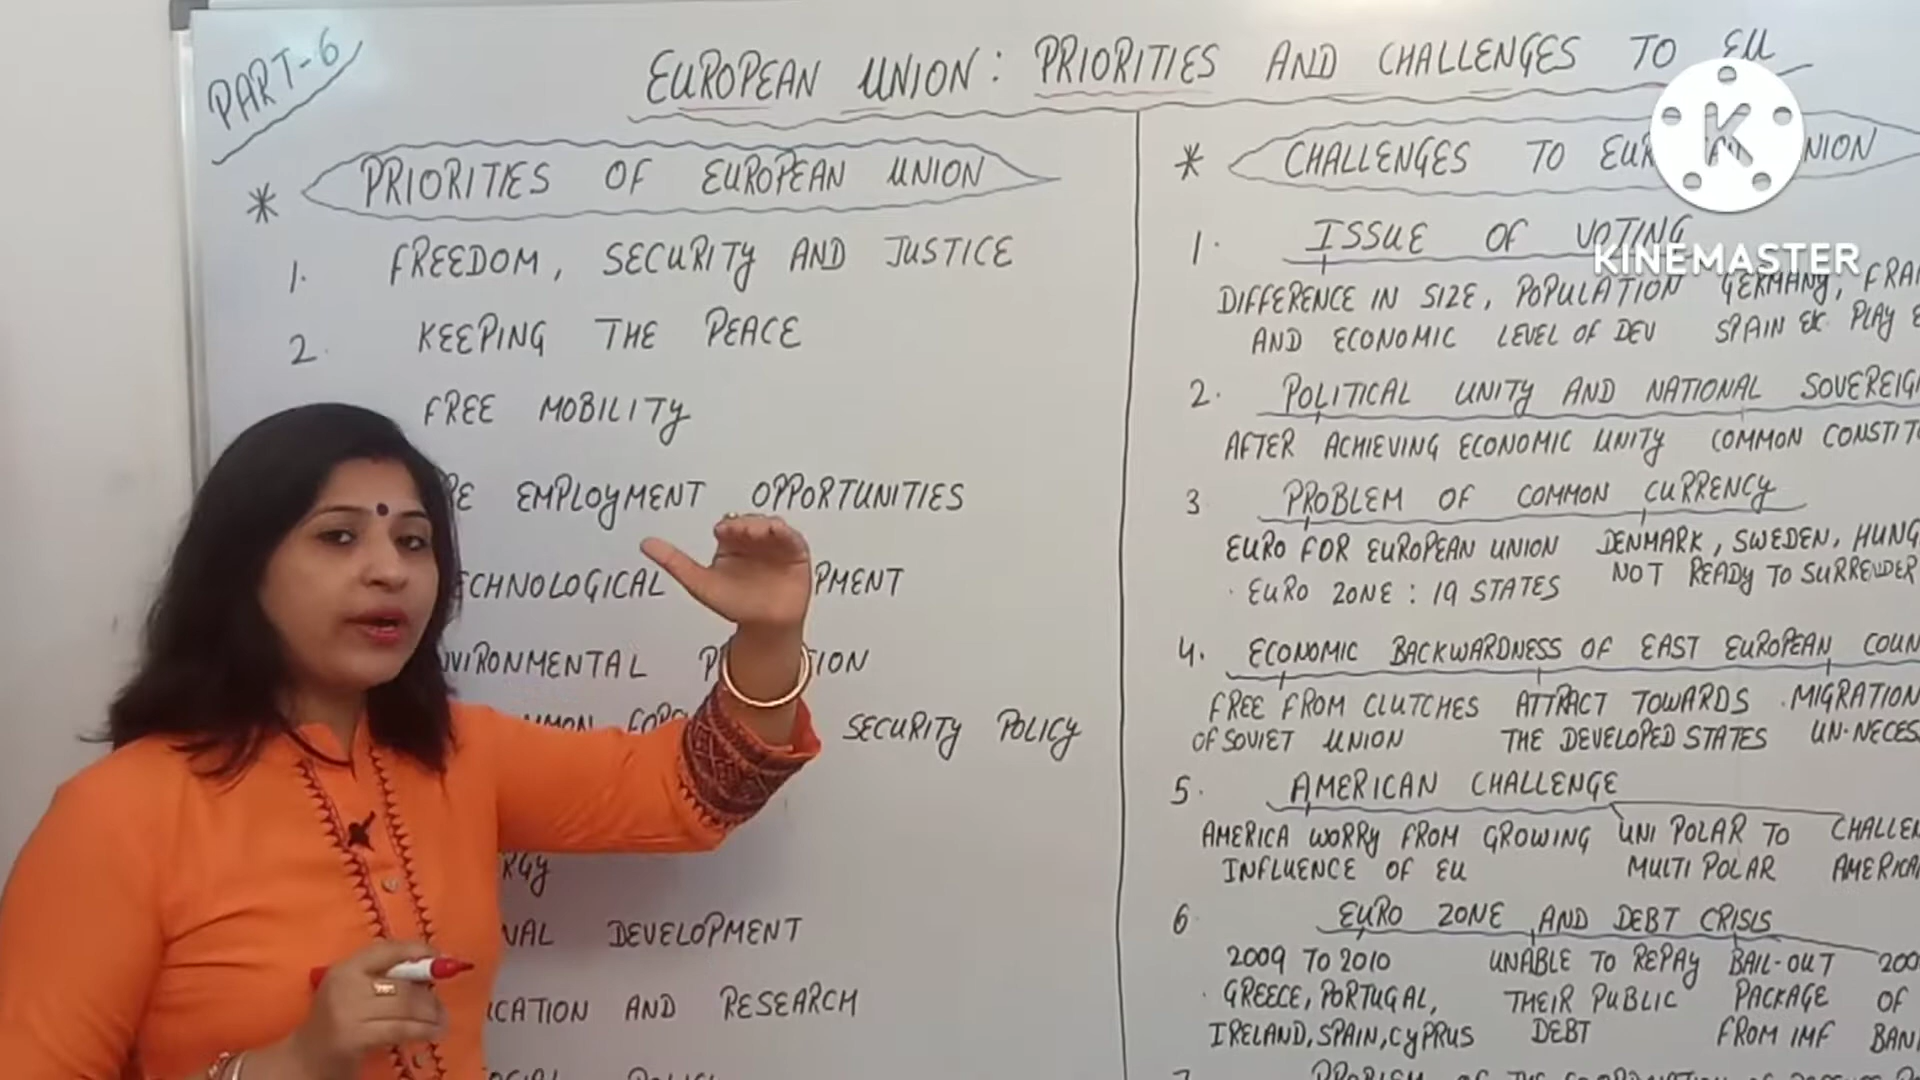 PART-6
EUROPEAN UNION: PRIORITIES AND CHALLENGES TO EU
* PRIORITIES OF EUROPEAN UNION
1. FREEDOM, SECURITY AND JUSTICE
2. KEEPING THE PEACE
FREE MOBILITY
EMPLOYMENT OPPORTUNITIES
SECURITY POLICY
DEVELOPMENT
AND RESEARCH
* CHALLENGES TO
1. ISSUE OF VOTING
DIFFERENCE IN SIZE, POPULATION GERMANY,
AND ECONOMIC LEVEL OF DEV SPAIN etc. PLAY
2. POLITICAL UNITY AND NATIONAL
AFTER ACHIEVING ECONOMIC UNITY COMMON
3 PROBLEM OF COMMON CURRENCY
EURO FOR EUROPEAN UNION DENMARK, SWEDEN,
· EURO ZONE: 19 STATES NOT READY TO SURRENDER
4. ECONOMIC BACKWARDNESS OF EAST EUROPEAN
FREE FROM CLUTCHES ATTRACT TOWARDS · MIGRATION
OF SOVIET UNION THE DEVELOPED STATES
5. AMERICAN CHALLENGE
AMERICA WORRY FROM GROWING UNI POLAR TO
INFLUENCE OF EU MULTI POLAR
6 EURO ZONE AND DEBT CRISIS
2009 TO 2010 UNABLE TO REPAY BAIL-OUT
· GREECE, PORTUGAL, THEIR PUBLIC PACKAGE OF
IRELAND, SPAIN, CYPRUS DEBT FROM IMF
K
KINEMASTER